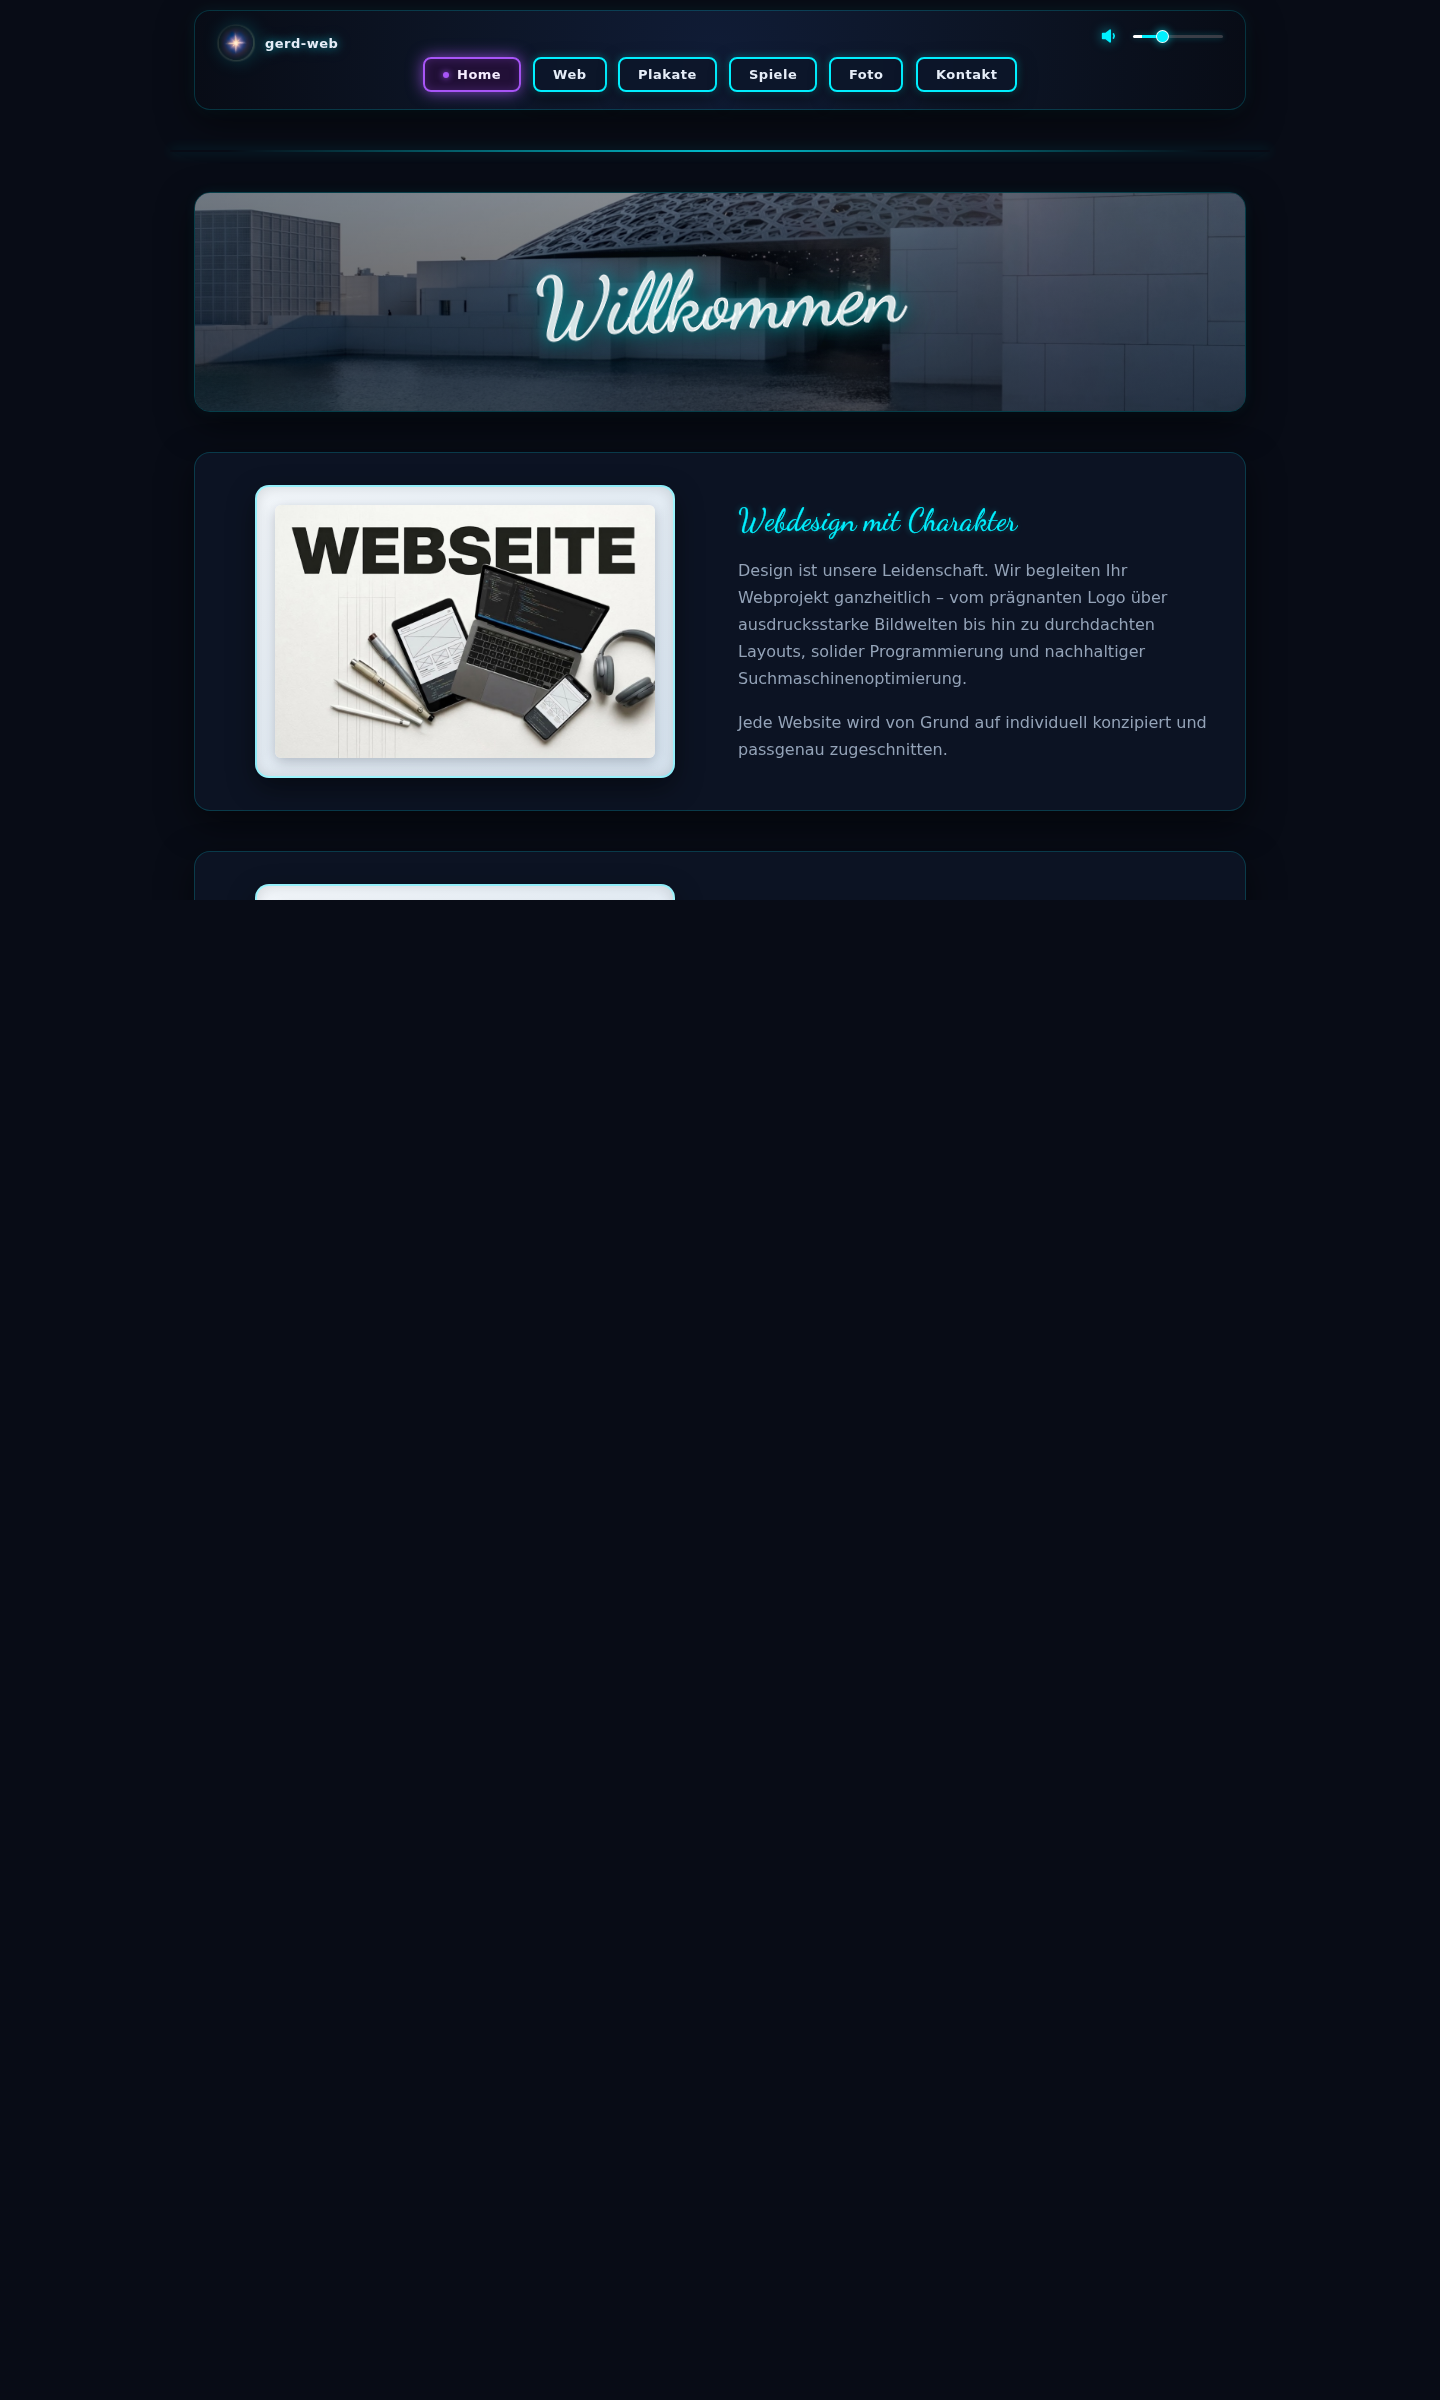 gerd-web
Home Web Plakate Spiele Foto Kontakt
Willkommen
WEBSEITE
Webdesign mit Charakter
Design ist unsere Leidenschaft. Wir begleiten Ihr
Webprojekt ganzheitlich – vom prägnanten Logo über
ausdrucksstarke Bildwelten bis hin zu durchdachten
Layouts, solider Programmierung und nachhaltiger
Suchmaschinenoptimierung.
Jede Website wird von Grund auf individuell konzipiert und
passgenau zugeschnitten.